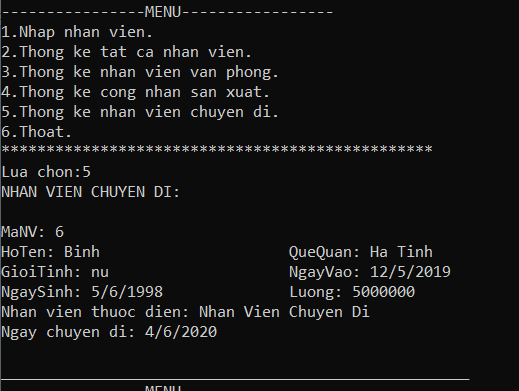 ----------------MENU-----------------
1.Nhap nhan vien.
2.Thong ke tat ca nhan vien.
3.Thong ke nhan vien van phong.
4.Thong ke cong nhan san xuat.
5.Thong ke nhan vien chuyen di.
6.Thoat.
************************************************
Lua chon:5
NHAN VIEN CHUYEN DI:
MaNV: 6
HoTen: Binh QueQuan: Ha Tinh
GioiTinh: nu NgayVao: 12/5/2019
NgaySinh: 5/6/1998 Luong: 5000000
Nhan vien thuoc dien: Nhan Vien Chuyen Di
Ngay chuyen di: 4/6/2020
____________________________________________________
----------------MENU-----------------